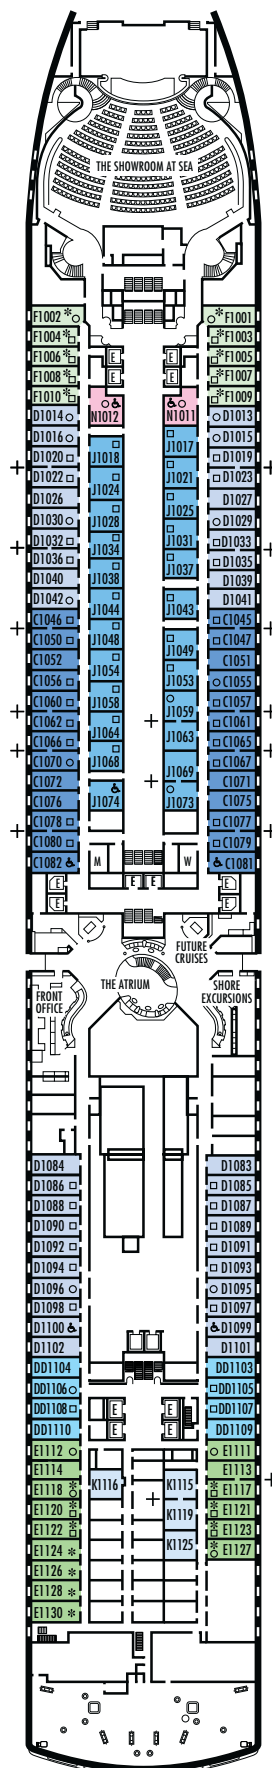 THE SHOWROOM AT SEA
F1002 F1001
F1004 F1003
F1006 E E F1005
F1008 E E F1007
F1010 N1012 N1011 F1009
D1014 D1013
D1016 J1017 D1015
D1020 J1018 D1019
D1022 J1024 J1021 D1023
D1026 J1025 D1027
D1030 J1028 D1029
D1032 J1034 J1031 D1033
D1036 J1038 J1037 D1035
D1040 D1039
D1042 J1044 J1043 D1041
C1046 C1045
C1050 J1048 J1049 C1047
C1052 J1054 C1051
C1056 J1053 C1055
C1060 J1058 J1059 C1057
C1062 J1064 C1061
C1066 J1063 C1065
C1070 J1068 J1069 C1067
C1072 C1071
C1076 J1074 J1073 C1075
C1078 C1077
C1080 C1079
C1082 M W C1081
E E E E
E E
FUTURE
CRUISES
THE ATRIUM
FRONT
OFFICE
SHORE
EXCURSIONS
D1084 D1083
D1086 D1085
D1088 D1087
D1090 D1089
D1092 D1091
D1094 D1093
D1096 D1095
D1098 D1097
D1100 D1099
D1102 D1101
DD1104 DD1103
DD1106 DD1105
DD1108 E E DD1107
DD1110 E E DD1109
E1112 E1111
E1114 E1113
E1118 K1116 K1115 E1117
E1120 E1121
E1122 K1119 E1123
E1124 K1125 E1127
E1126
E1128
E1130